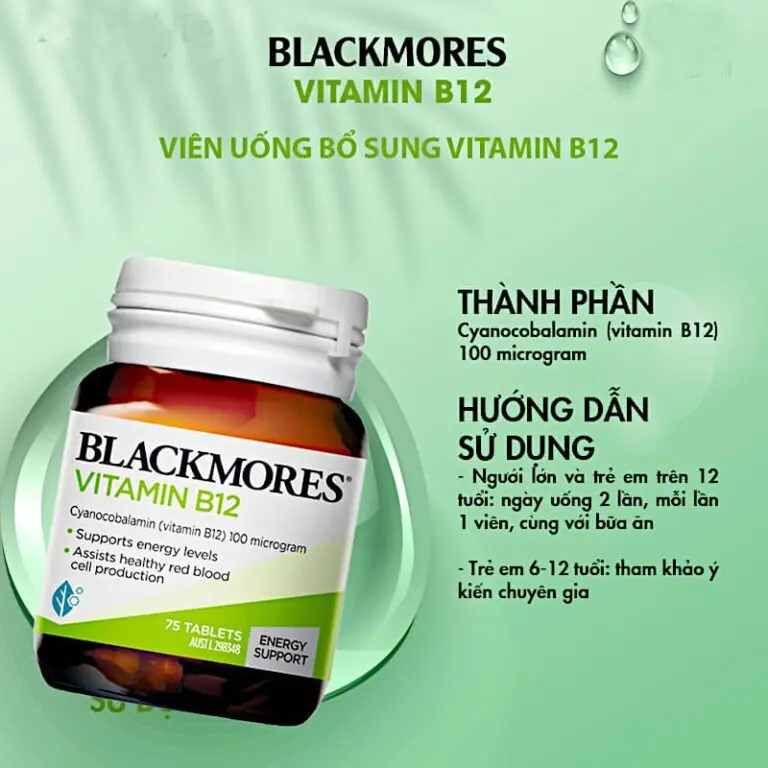 BLACKMORES
VITAMIN B12
VIÊN UỐNG BỔ SUNG VITAMIN B12
THÀNH PHẦN
Cyanocobalamin (vitamin B12)
100 microgram
HƯỚNG DẪN
SỬ DỤNG
- Người lớn và trẻ em trên 12
tuổi: ngày uống 2 lần, mỗi lần
1 viên, cùng với bữa ăn
- Trẻ em 6-12 tuổi: tham khảo ý
kiến chuyên gia
BLACKMORES®
VITAMIN B12
Cyanocobalamin (vitamin B12) 100 microgram
• Supports energy levels
• Assists healthy red blood
cell production
75 TABLETS
AUST L 298348
ENERGY
SUPPORT